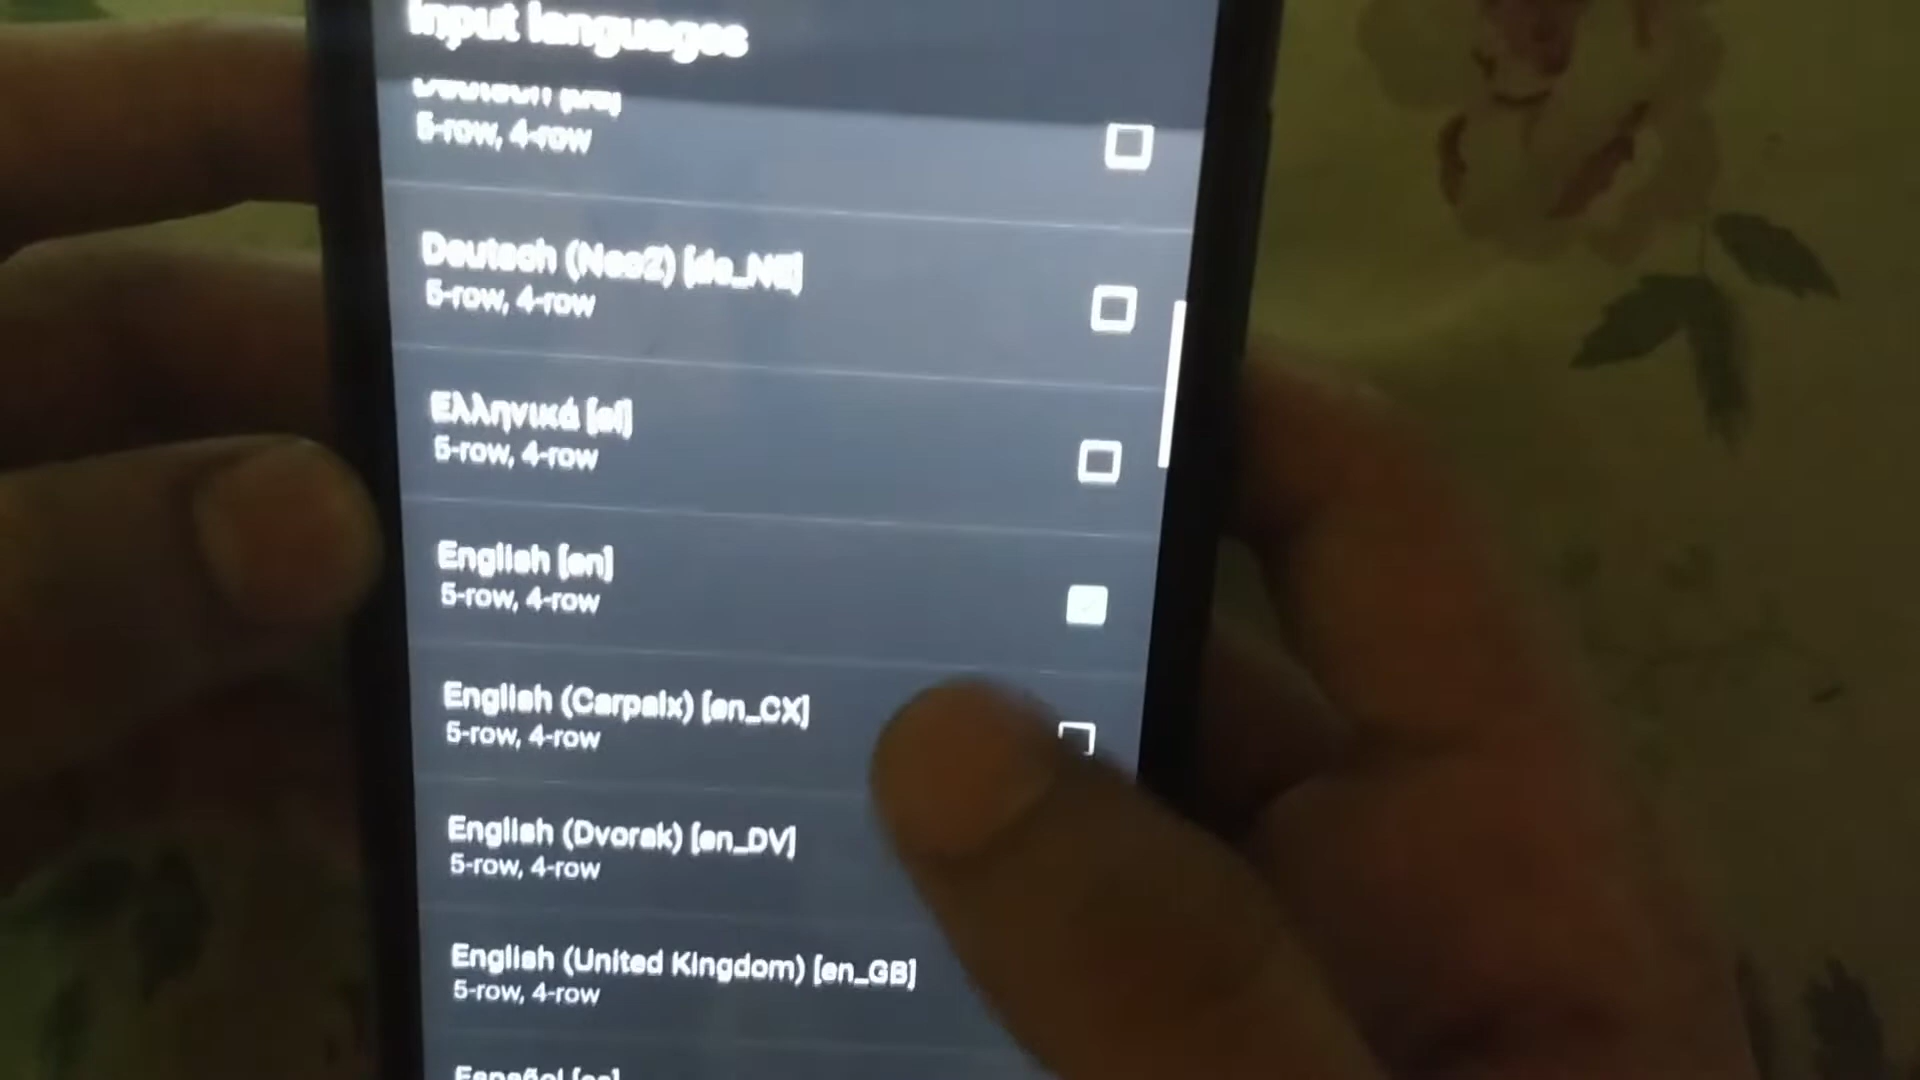 Input languages
5-row, 4-row
Deutsch (Neo2) [de_NE]
5-row, 4-row
Ελληνικά [el]
5-row, 4-row
English [en]
5-row, 4-row
English (Carpalx) [en_CX]
5-row, 4-row
English (Dvorak) [en_DV]
5-row, 4-row
English (United Kingdom) [en_GB]
5-row, 4-row
Español [es]